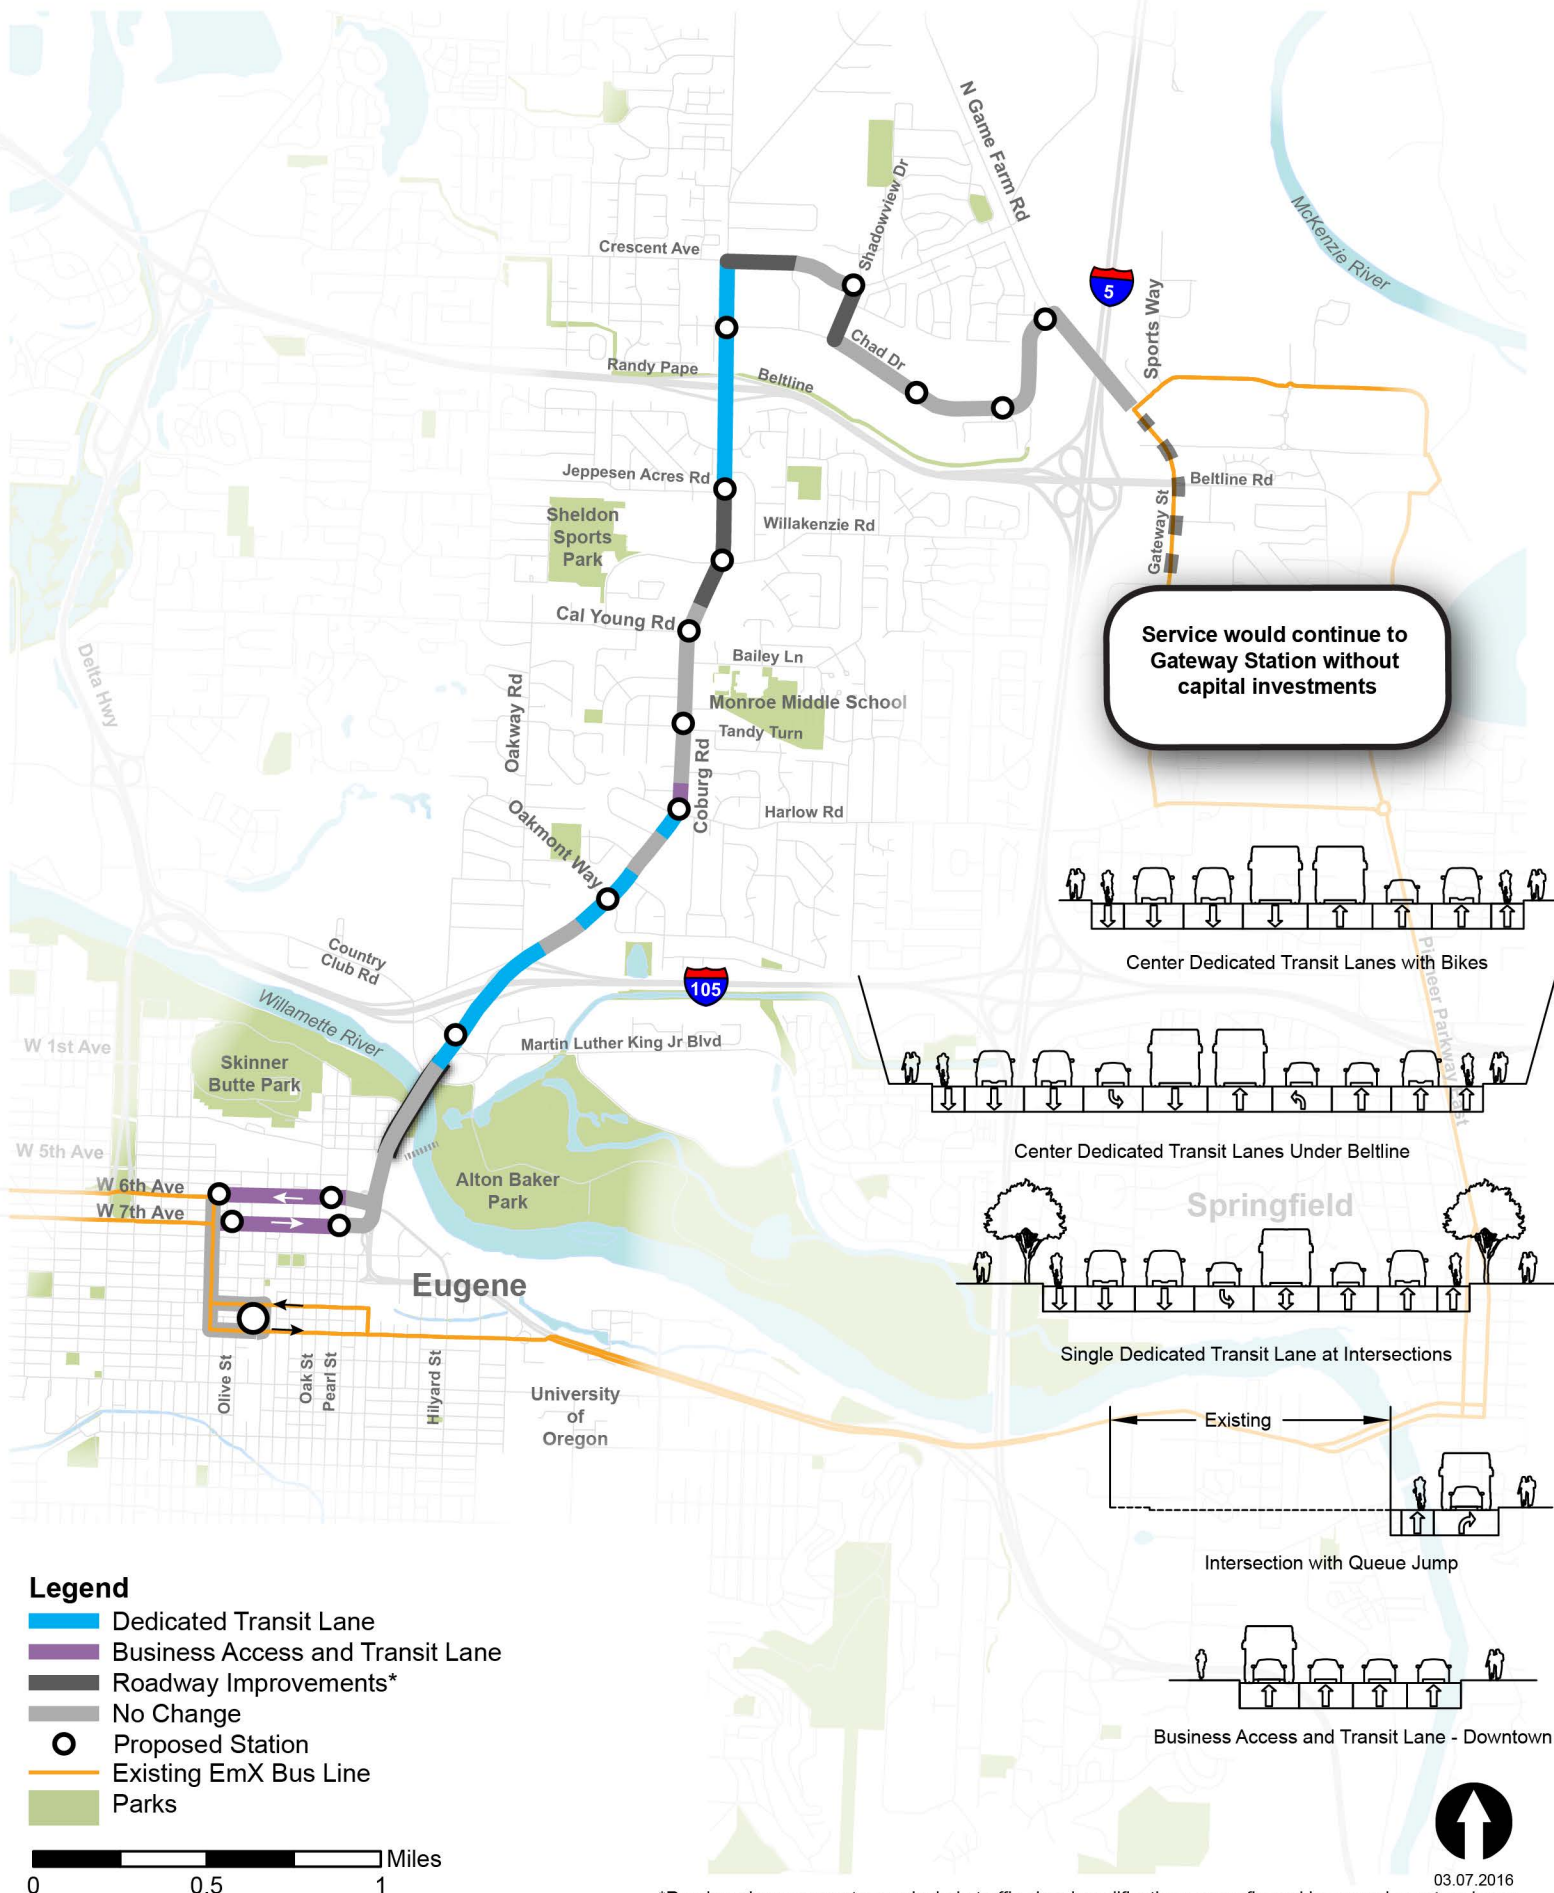 N Game Farm Rd
Shadowview Dr
McKenzie River
Crescent Ave
5
Sports Way
Chad Dr
Randy Pape
Beltline
Jeppesen Acres Rd
Beltline Rd
Gateway St
Sheldon
Sports
Park
Willakenzie Rd
Cal Young Rd
Service would continue to
Gateway Station without
capital investments
Delta Hwy
Oakway Rd
Bailey Ln
Monroe Middle School
Tandy Turn
Coburg Rd
Harlow Rd
Oakmont Way
Country
Club Rd
Center Dedicated Transit Lanes with Bikes
Pioneer Parkway East
105
Willamette River
Martin Luther King Jr Blvd
W 1st Ave
Skinner
Butte Park
Center Dedicated Transit Lanes Under Beltline
W 5th Ave
W 6th Ave
W 7th Ave
Alton Baker
Park
Springfield
Eugene
Single Dedicated Transit Lane at Intersections
Olive St
Oak St
Pearl St
Hilyard St
University
of
Oregon
Existing
Intersection with Queue Jump
Legend
Dedicated Transit Lane
Business Access and Transit Lane
Roadway Improvements*
No Change
Proposed Station
Existing EmX Bus Line
Parks
Business Access and Transit Lane - Downtown
Miles
0 0.5 1
03.07.2016